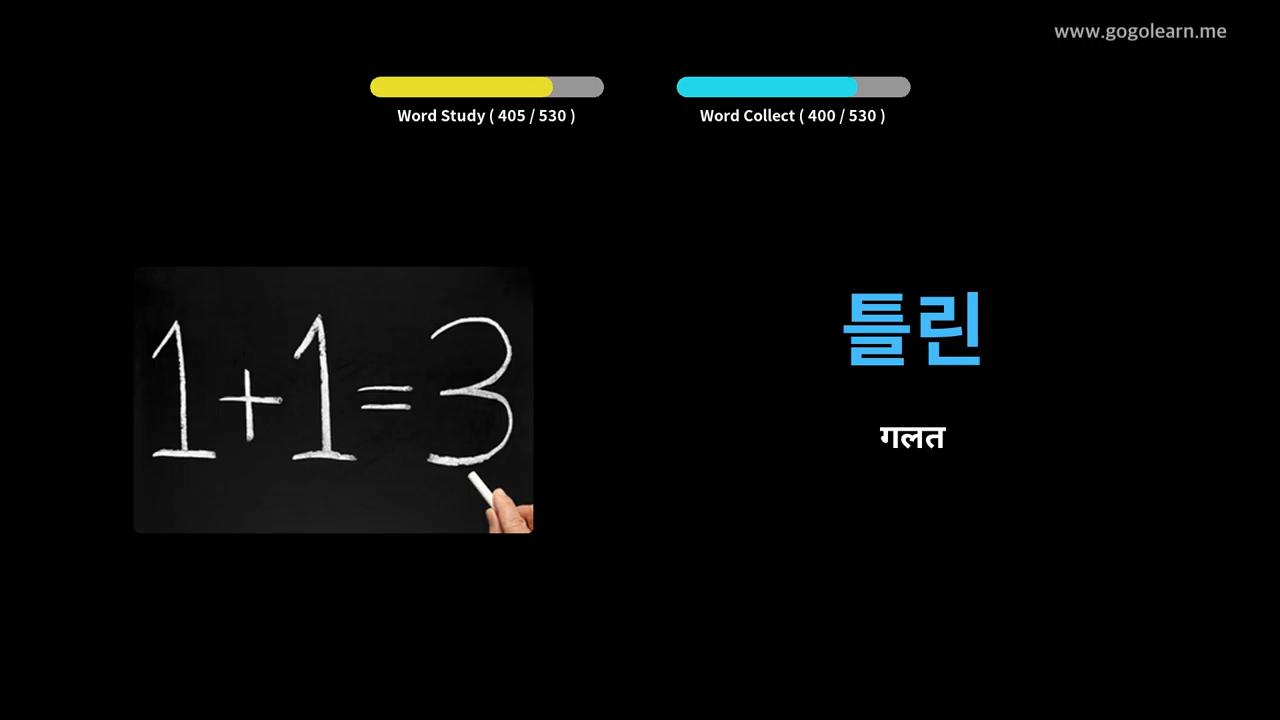 www.gogolearn.me
Word Study ( 405 / 530 )
Word Collect ( 400 / 530 )
1+1=3
틀린
गलत